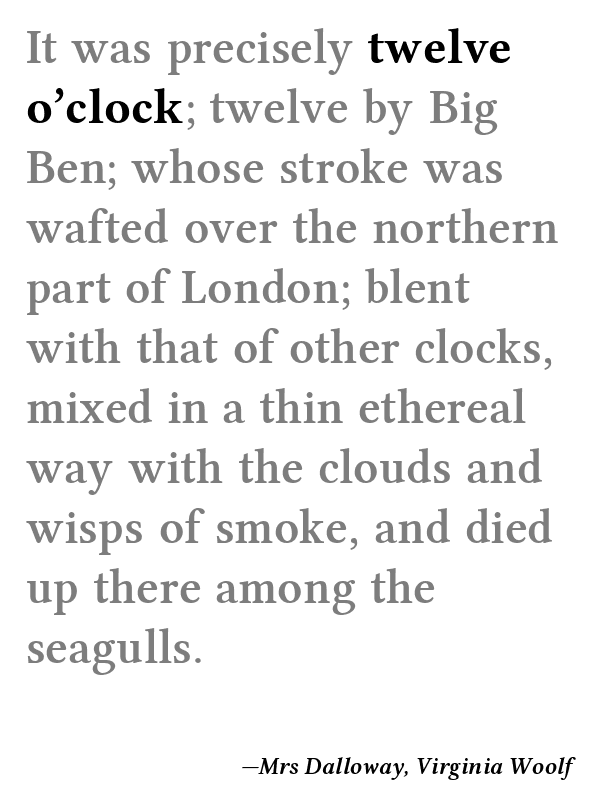 It was precisely twelve
o’clock; twelve by Big
Ben; whose stroke was
wafted over the northern
part of London; blent
with that of other clocks,
mixed in a thin ethereal
way with the clouds and
wisps of smoke, and died
up there among the
seagulls.
—Mrs Dalloway, Virginia Woolf